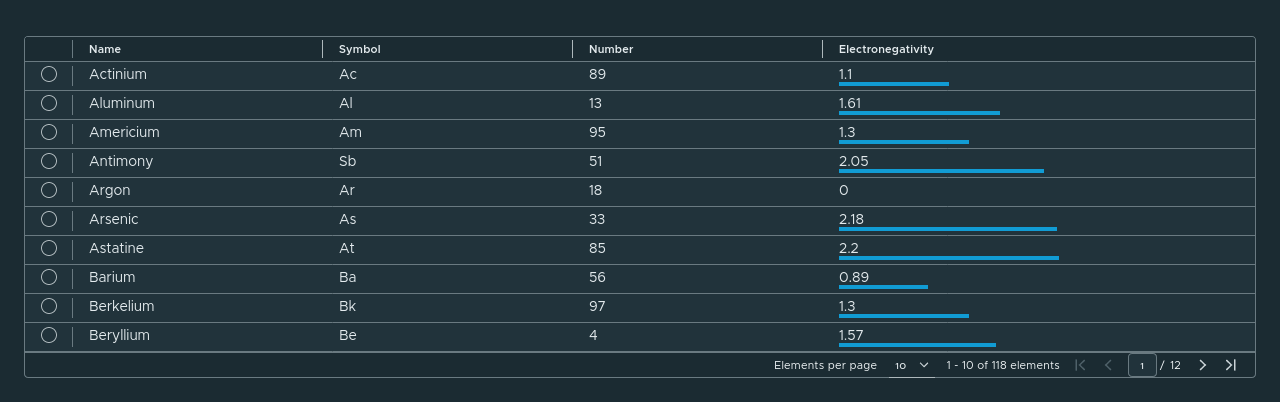 Name Symbol Number Electronegativity
Actinium Ac 89 1.1
Aluminum Al 13 1.61
Americium Am 95 1.3
Antimony Sb 51 2.05
Argon Ar 18 0
Arsenic As 33 2.18
Astatine At 85 2.2
Barium Ba 56 0.89
Berkelium Bk 97 1.3
Beryllium Be 4 1.57
Elements per page 10 1 - 10 of 118 elements 1 / 12